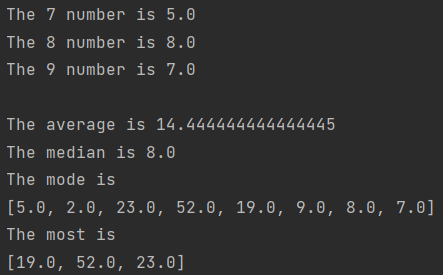 The 7 number is 5.0
The 8 number is 8.0
The 9 number is 7.0
The average is 14.444444444444445
The median is 8.0
The mode is
[5.0, 2.0, 23.0, 52.0, 19.0, 9.0, 8.0, 7.0]
The most is
[19.0, 52.0, 23.0]